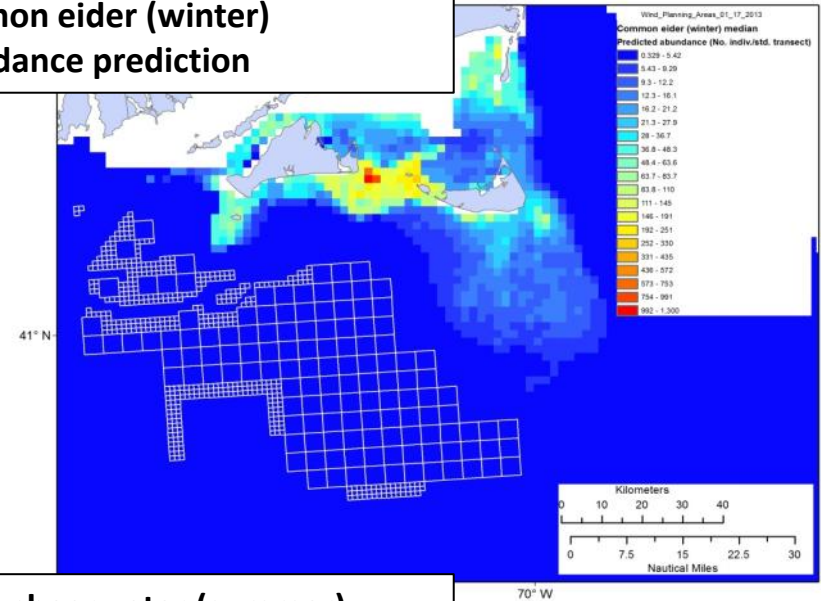 mon eider (winter)
dance prediction
Wind_Planning_Areas_01_17_2013
Common eider (winter) median
Predicted abundance (No. indiv./std. transect)
0.329 - 5.42
5.43 - 9.29
9.3 - 12.2
12.3 - 16.1
16.2 - 21.2
21.3 - 27.9
28 - 36.7
36.8 - 48.3
48.4 - 63.6
63.7 - 83.7
83.8 - 110
111 - 145
146 - 191
192 - 251
252 - 330
331 - 435
436 - 572
573 - 753
754 - 991
992 - 1,300
41° N
Kilometers
0 10 20 30 40
0 7.5 15 22.5 30
Nautical Miles
70° W